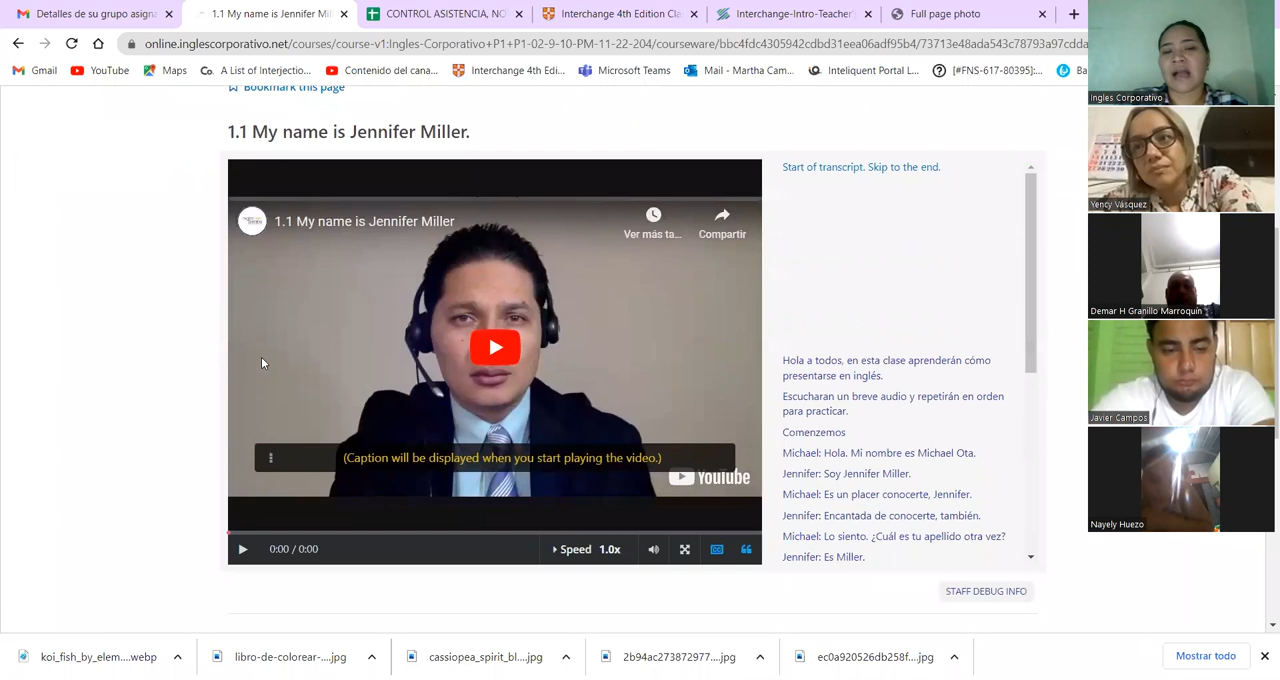 Detalles de su grupo asigna
1.1 My name is Jennifer Mil
CONTROL ASISTENCIA, NO
Interchange 4th Edition Cla
Interchange-Intro-Teacher'
Full page photo
online.inglescorporativo.net/courses/course-v1:Ingles-Corporativo+P1+P1-02-9-10-PM-11-22-204/courseware/bbc4fdc4305942cdbd31eea06adf95b4/73713e48ada543c78793a97cdda
Gmail
YouTube
Maps
A List of Interjectio...
Contenido del cana...
Interchange 4th Edi...
Microsoft Teams
Mail - Martha Cam...
Inteliquent Portal L...
[#FNS-617-80395]:...
Ba
Bookmark this page
1.1 My name is Jennifer Miller.
1.1 My name is Jennifer Miller
Ver más ta...
Compartir
(Caption will be displayed when you start playing the video.)
YouTube
0:00 / 0:00
Speed 1.0x
Start of transcript. Skip to the end.
Hola a todos, en esta clase aprenderán cómo
presentarse en inglés.
Escucharan un breve audio y repetirán en orden
para practicar.
Comenzemos
Michael: Hola. Mi nombre es Michael Ota.
Jennifer: Soy Jennifer Miller.
Michael: Es un placer conocerte, Jennifer.
Jennifer: Encantada de conocerte, también.
Michael: Lo siento. ¿Cuál es tu apellido otra vez?
Jennifer: Es Miller.
STAFF DEBUG INFO
Ingles Corporativo
Yency Vásquez
Demar H Granillo Marroquín
Javier Campos
Nayely Huezo
koi_fish_by_elem....webp
libro-de-colorear-....jpg
cassiopea_spirit_bl....jpg
2b94ac273872977....jpg
ec0a920526db258f....jpg
Mostrar todo